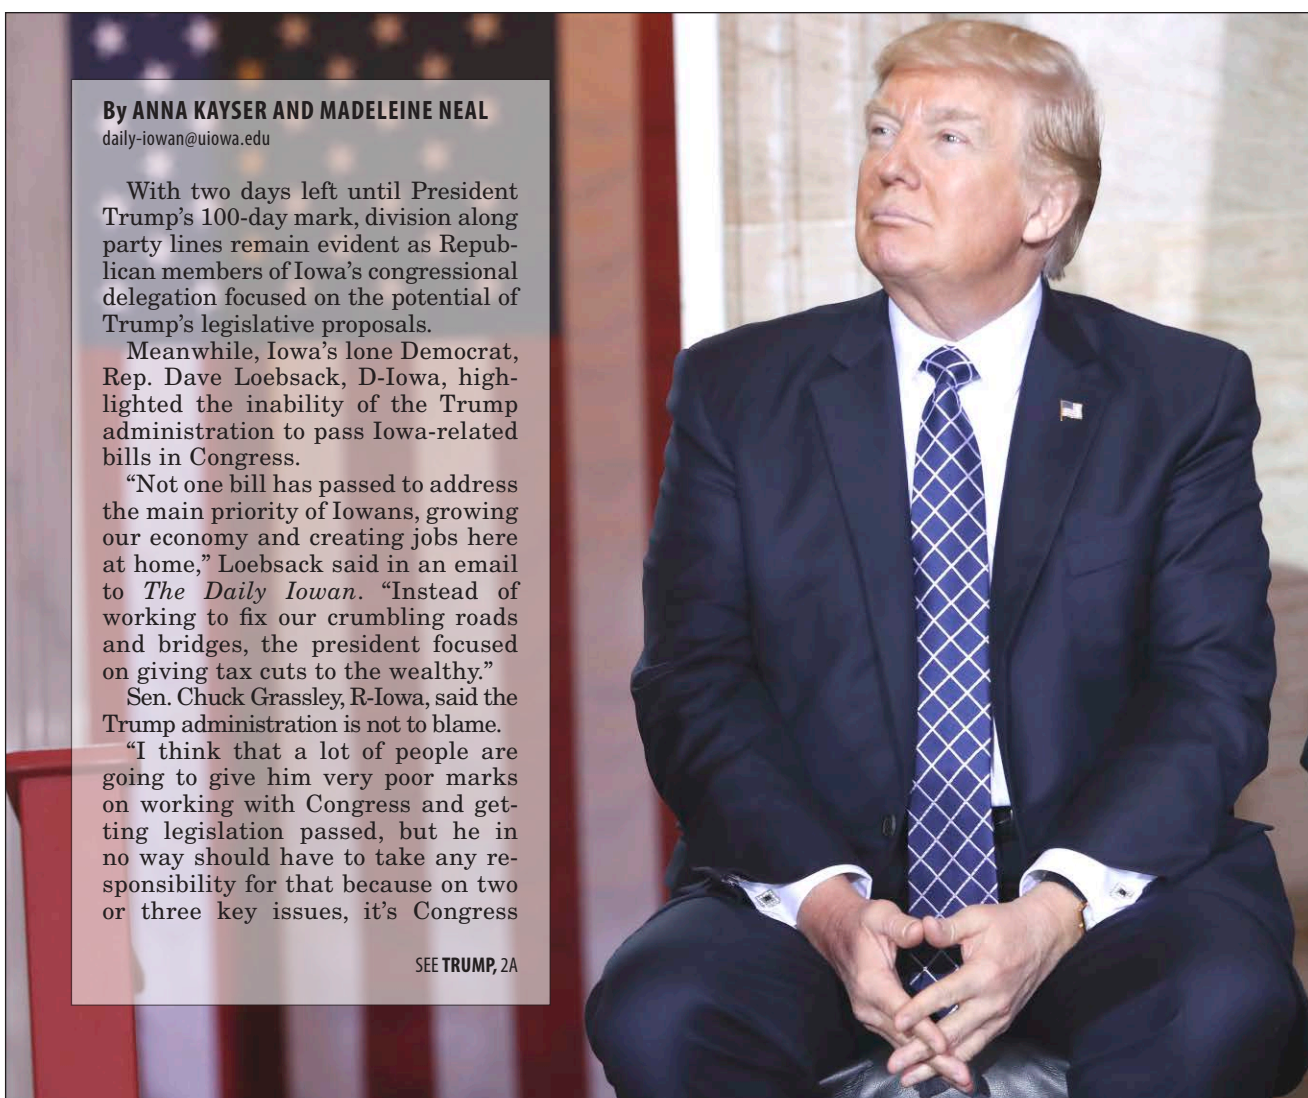 By ANNA KAYSER AND MADELEINE NEAL
daily-iowan@uiowa.edu
With two days left until President
Trump’s 100-day mark, division along
party lines remain evident as Repub-
lican members of Iowa’s congressional
delegation focused on the potential of
Trump’s legislative proposals.
Meanwhile, Iowa’s lone Democrat,
Rep. Dave Loebsack, D-Iowa, high-
lighted the inability of the Trump
administration to pass Iowa-related
bills in Congress.
“Not one bill has passed to address
the main priority of Iowans, growing
our economy and creating jobs here
at home,” Loebsack said in an email
to The Daily Iowan. “Instead of
working to fix our crumbling roads
and bridges, the president focused
on giving tax cuts to the wealthy.”
Sen. Chuck Grassley, R-Iowa, said the
Trump administration is not to blame.
“I think that a lot of people are
going to give him very poor marks
on working with Congress and get-
ting legislation passed, but he in
no way should have to take any re-
sponsibility for that because on two
or three key issues, it’s Congress
SEE TRUMP, 2A